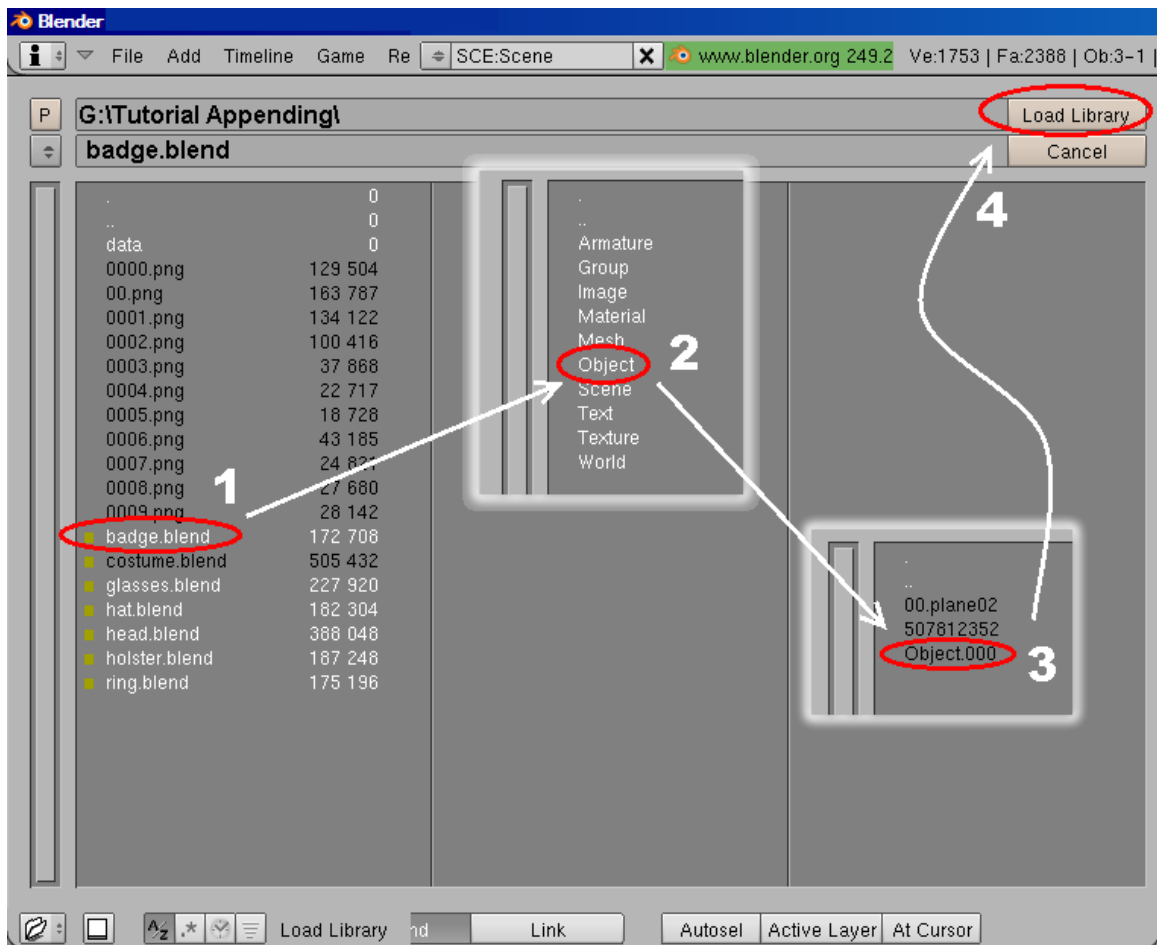 Blender
File Add Timeline Game Re SCE:Scene X www.blender.org 249.2 Ve:1753 | Fa:2388 | Ob:3-1 |
P G:\Tutorial Appending\ Load Library
badge.blend Cancel
. 0
.. 0
data 0
0000.png 129 504
00.png 163 787
0001.png 134 122
0002.png 100 416
0003.png 37 868
0004.png 22 717
0005.png 18 728
0006.png 43 185
0007.png 24 821
0008.png 27 680
0009.png 28 142
badge.blend 172 708
costume.blend 505 432
glasses.blend 227 920
hat.blend 182 304
head.blend 388 048
holster.blend 187 248
ring.blend 175 196
1
.
..
Armature
Group
Image
Material
Mesh
Object
Scene
Text
Texture
World
2
.
..
00.plane02
507812352
Object.000
3
4
Load Library nd Link Autosel Active Layer At Cursor